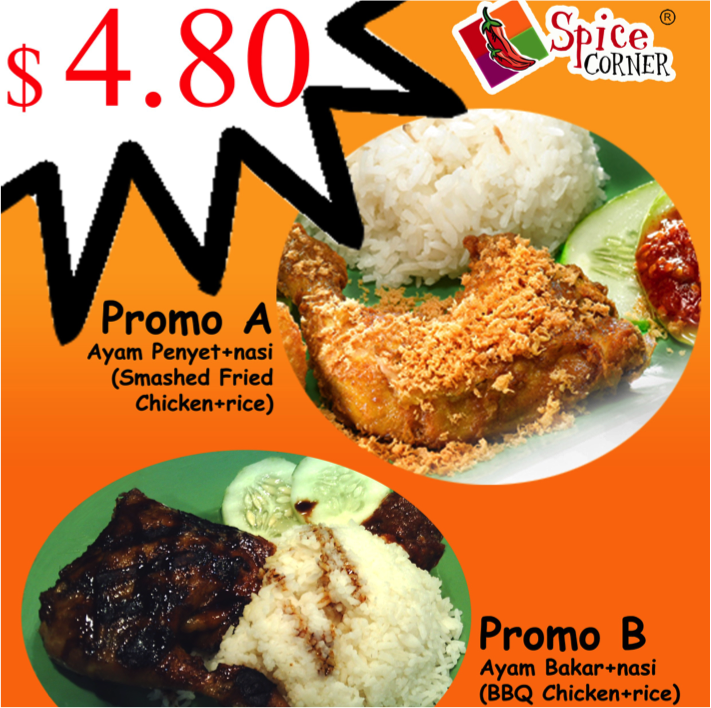 $ 4.80
Spice ®
CORNER
Promo A
Ayam Penyet+nasi
(Smashed Fried
Chicken+rice)
Promo B
Ayam Bakar+nasi
(BBQ Chicken+rice)